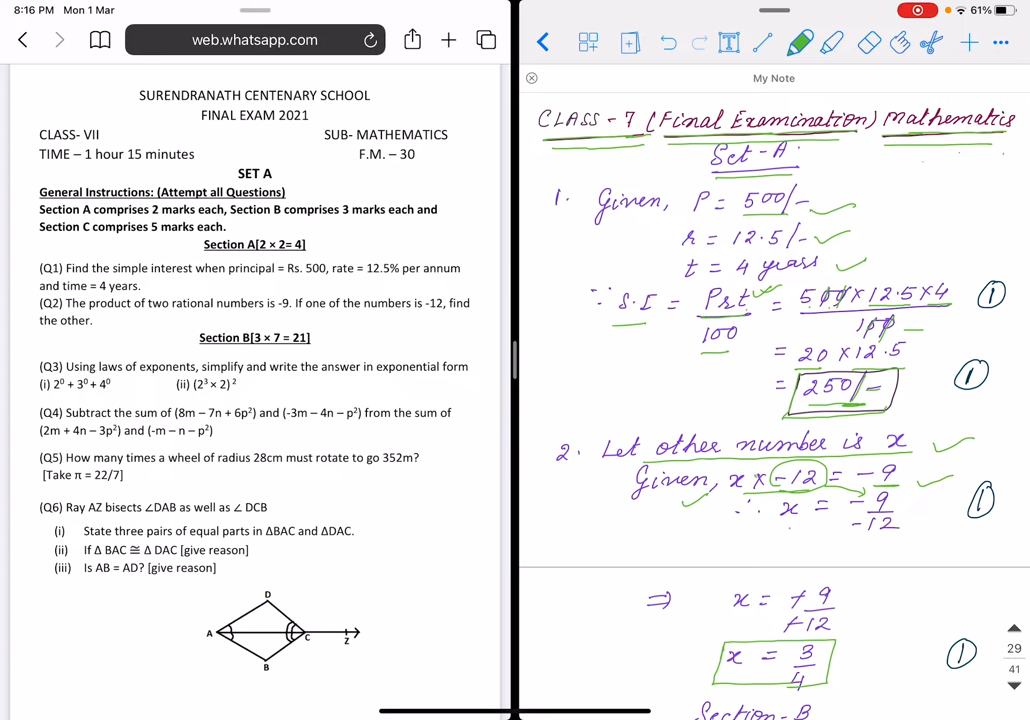 8:16 PM Mon 1 Mar
61%
web.whatsapp.com
SURENDRANATH CENTENARY SCHOOL
FINAL EXAM 2021
CLASS- VII SUB- MATHEMATICS
TIME – 1 hour 15 minutes F.M. – 30
SET A
General Instructions: (Attempt all Questions)
Section A comprises 2 marks each, Section B comprises 3 marks each and
Section C comprises 5 marks each.
Section A[2 × 2= 4]
(Q1) Find the simple interest when principal = Rs. 500, rate = 12.5% per annum
and time = 4 years.
(Q2) The product of two rational numbers is -9. If one of the numbers is -12, find
the other.
Section B[3 × 7 = 21]
(Q3) Using laws of exponents, simplify and write the answer in exponential form
(i) 2⁰ + 3⁰ + 4⁰ (ii) (2³ × 2)²
(Q4) Subtract the sum of (8m – 7n + 6p²) and (-3m – 4n – p²) from the sum of
(2m + 4n – 3p²) and (-m – n – p²)
(Q5) How many times a wheel of radius 28cm must rotate to go 352m?
[Take π = 22/7]
(Q6) Ray AZ bisects ∠DAB as well as ∠ DCB
(i) State three pairs of equal parts in ΔBAC and ΔDAC.
(ii) If Δ BAC ≅ Δ DAC [give reason]
(iii) Is AB = AD? [give reason]
D
A
C
Z
B
My Note
CLASS - 7 (Final Examination) Mathematics
Set - A
1. Given, P = 500/-
r = 12.5/-
t = 4 years
∵ S.I = Prt/100 = 500 × 12.5 × 4/100 ①
= 20 × 12.5
= 250/- ①
2. Let other number is x
Given, x × -12 = -9
∴ x = -9/-12 ①
⇒ x = +9/+12
x = 3/4 ①
Section-B
29
41